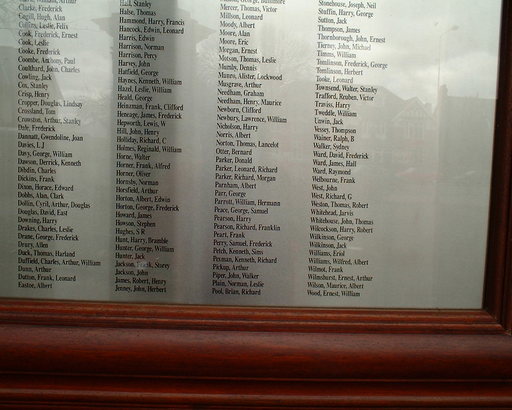 Clarke, Frederick
Cogill, Hugh, Alan
Collins, Leslie, Felix
Cook, Frederick, Ernest
Cook, Leslie
Cooke, Frederick
Coombe, Anthony, Paul
Coulthard, John, Charles
Cowling, Jack
Cox, Stanley
Crisp, Henry
Cropper, Douglas, Lindsay
Crossland, Tom
Crowston, Arthur, Stanley
Dale, Frederick
Dannatt, Gwendoline, Joan
Davies, L J
Davy, George, William
Dawson, Derrick, Kenneth
Dibdin, Charles
Dickins, Frank
Dixon, Horace, Edward
Dobbs, Alan, Clark
Dollin, Cyril, Arthur, Douglas
Douglas, David, East
Downing, Harry
Drakes, Charles, Leslie
Drane, George, Frederick
Drury, Allen
Duck, Thomas, Harland
Duffield, Charles, Arthur, William
Dunn, Arthur
Dutton, Frank, Leonard
Eastoe, Albert
Hall, Stanley
Halse, Thomas
Hammond, Harry, Francis
Hancock, Edwin, Leonard
Harris, Edwin
Harrison, Norman
Harrison, Percy
Harvey, John
Hatfield, George
Haynes, Kenneth, William
Hazel, Leslie, William
Heald, George
Heinzman, Frank, Clifford
Heneage, James, Frederick
Hepworth, Lewis, W
Hill, John, Henry
Holliday, Richard, C
Holmes, Reginald, William
Horne, Walter
Horner, Frank, Alfred
Horner, Oliver
Hornsby, Norman
Horsfield, Arthur
Horton, Albert, Edwin
Horton, George, Frederick
Howard, James
Howson, Stephen
Hughes, S R
Hunt, Harry, Bramble
Hunter, George, William
Hunter, Jack
Jackson, Frank, Storey
Jackson, John
James, Robert, Henry
Jenney, John, Herbert
Mercer, Thomas, Victor
Millson, Leonard
Moody, Albert
Moore, Alan
Moore, Eric
Morgan, Ernest
Motson, Thomas, Leslie
Mumby, Dennis
Munro, Alister, Lockwood
Musgrave, Arthur
Needham, Graham
Needham, Henry, Maurice
Newborn, Clifford
Newbury, Lawrence, William
Nicholson, Harry
Norris, Albert
Norton, Thomas, Lancelot
Otter, Bernard
Parker, Donald
Parker, Leonard, Richard
Parker, Richard, Morgan
Parnham, Albert
Parr, George
Parrott, William, Hermann
Peace, George, Samuel
Pearson, Harry
Pearson, Richard, Franklin
Peart, Frank
Perry, Samuel, Frederick
Petch, Kenneth, Sims
Pexman, Kenneth, Richard
Pickup, Arthur
Piper, John, Walker
Plain, Norman, Leslie
Pool, Brian, Richard
Stonehouse, Joseph, Neil
Stuffin, Harry, George
Sutton, Jack
Thompson, James
Thornborough, John, Ernest
Tierney, John, Michael
Timms, William
Tomlinson, Frederick, George
Tomlinson, Herbert
Tooke, Harold
Townsend, Walter, Stanley
Trafford, Reuben, Victor
Travis, Harry
Tweddle, William
Unwin, Jack
Vessey, Thompson
Wainer, Ralph, B
Walker, Sydney
Ward, David, Frederick
Ward, James, Hall
Ward, Raymond
Welbourne, Frank
West, John
West, Richard, G
Weston, Thomas, Robert
Whitehead, Jarvis
Whitehouse, John, Thomas
Wilcockson, Harry, Robert
Wilkinson, George
Wilkinson, Jack
Williams, Eriol
Williams, Wilfred, Albert
Wilmot, Frank
Wilmshurst, Ernest, Arthur
Wilson, Maurice, Albert
Wood, Ernest, William